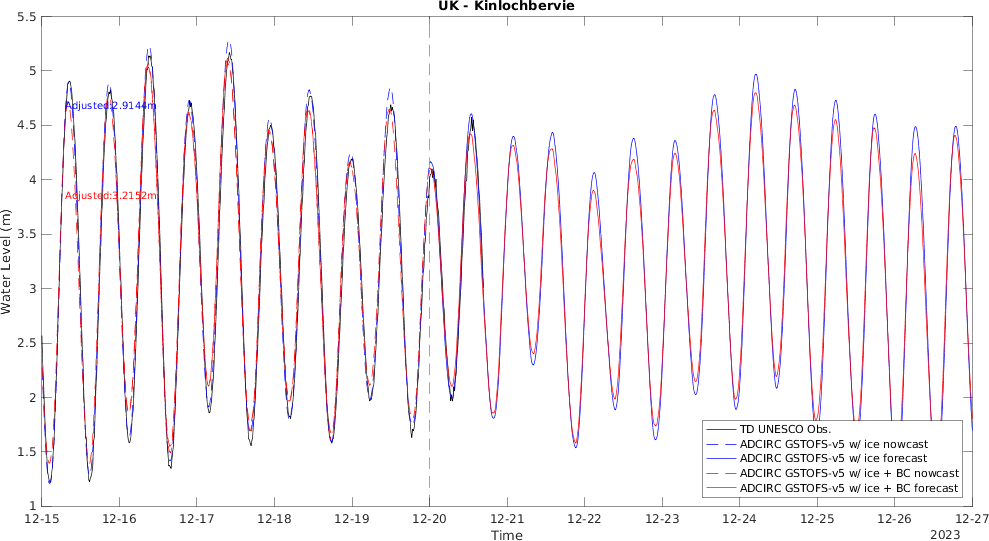 UK - Kinlochbervie
5.5
5
4.5
4
3.5
3
2.5
2
1.5
1
Water Level (m)
Adjusted:2.9144m
Adjusted:3.2152m
TD UNESCO Obs.
ADCIRC GSTOFS-v5 w/ ice nowcast
ADCIRC GSTOFS-v5 w/ ice forecast
ADCIRC GSTOFS-v5 w/ ice + BC nowcast
ADCIRC GSTOFS-v5 w/ ice + BC forecast
12-15 12-16 12-17 12-18 12-19 12-20 12-21 12-22 12-23 12-24 12-25 12-26 12-27
Time
2023